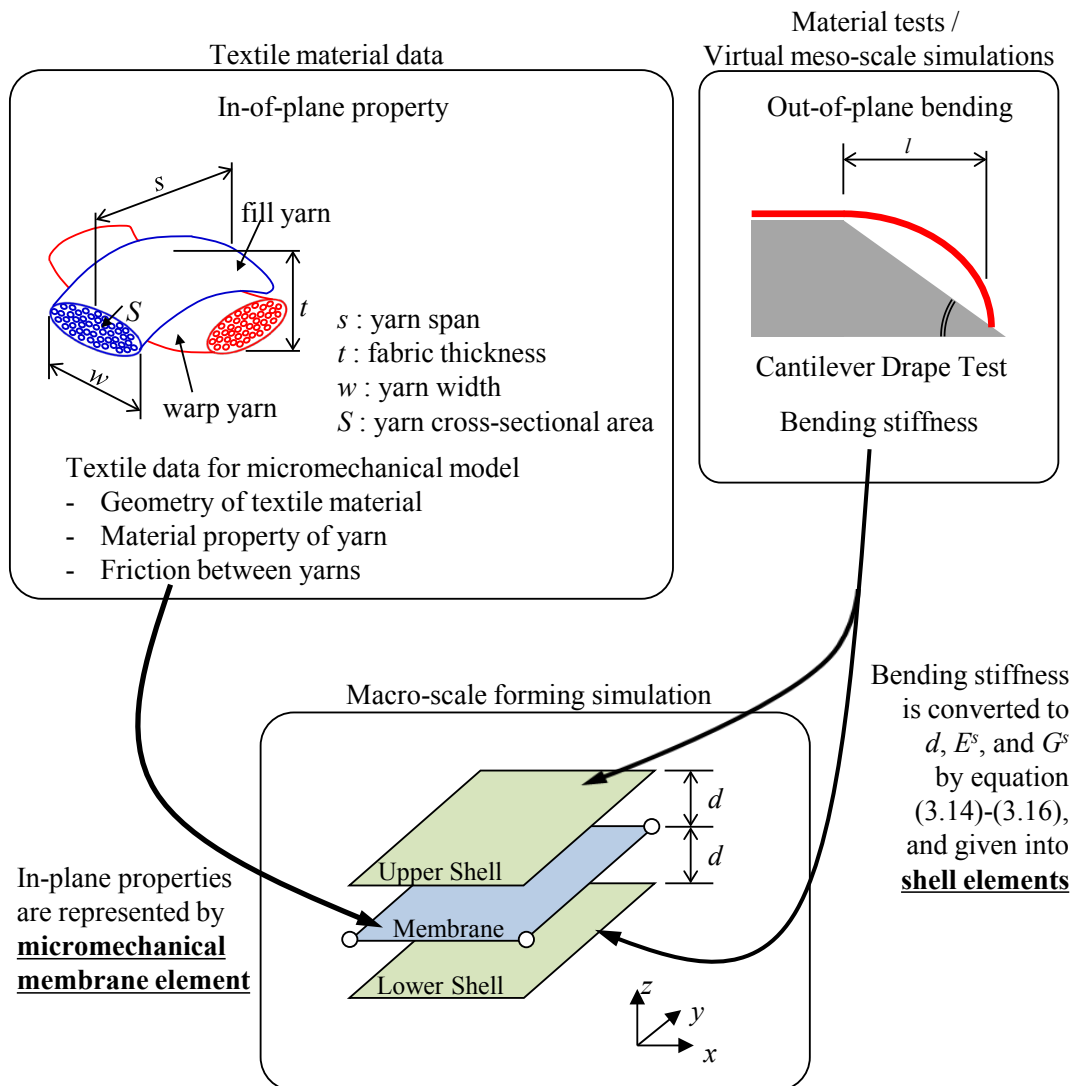 Textile material data
In-of-plane property
s
fill yarn
S
t
w
warp yarn
s : yarn span
t : fabric thickness
w : yarn width
S : yarn cross-sectional area
Textile data for micromechanical model
- Geometry of textile material
- Material property of yarn
- Friction between yarns
Material tests /
Virtual meso-scale simulations
Out-of-plane bending
l
Cantilever Drape Test
Bending stiffness
Macro-scale forming simulation
d
d
Upper Shell
Membrane
Lower Shell
z
y
x
In-plane properties
are represented by
micromechanical
membrane element
Bending stiffness
is converted to
d, Eˢ, and Gˢ
by equation
(3.14)-(3.16),
and given into
shell elements